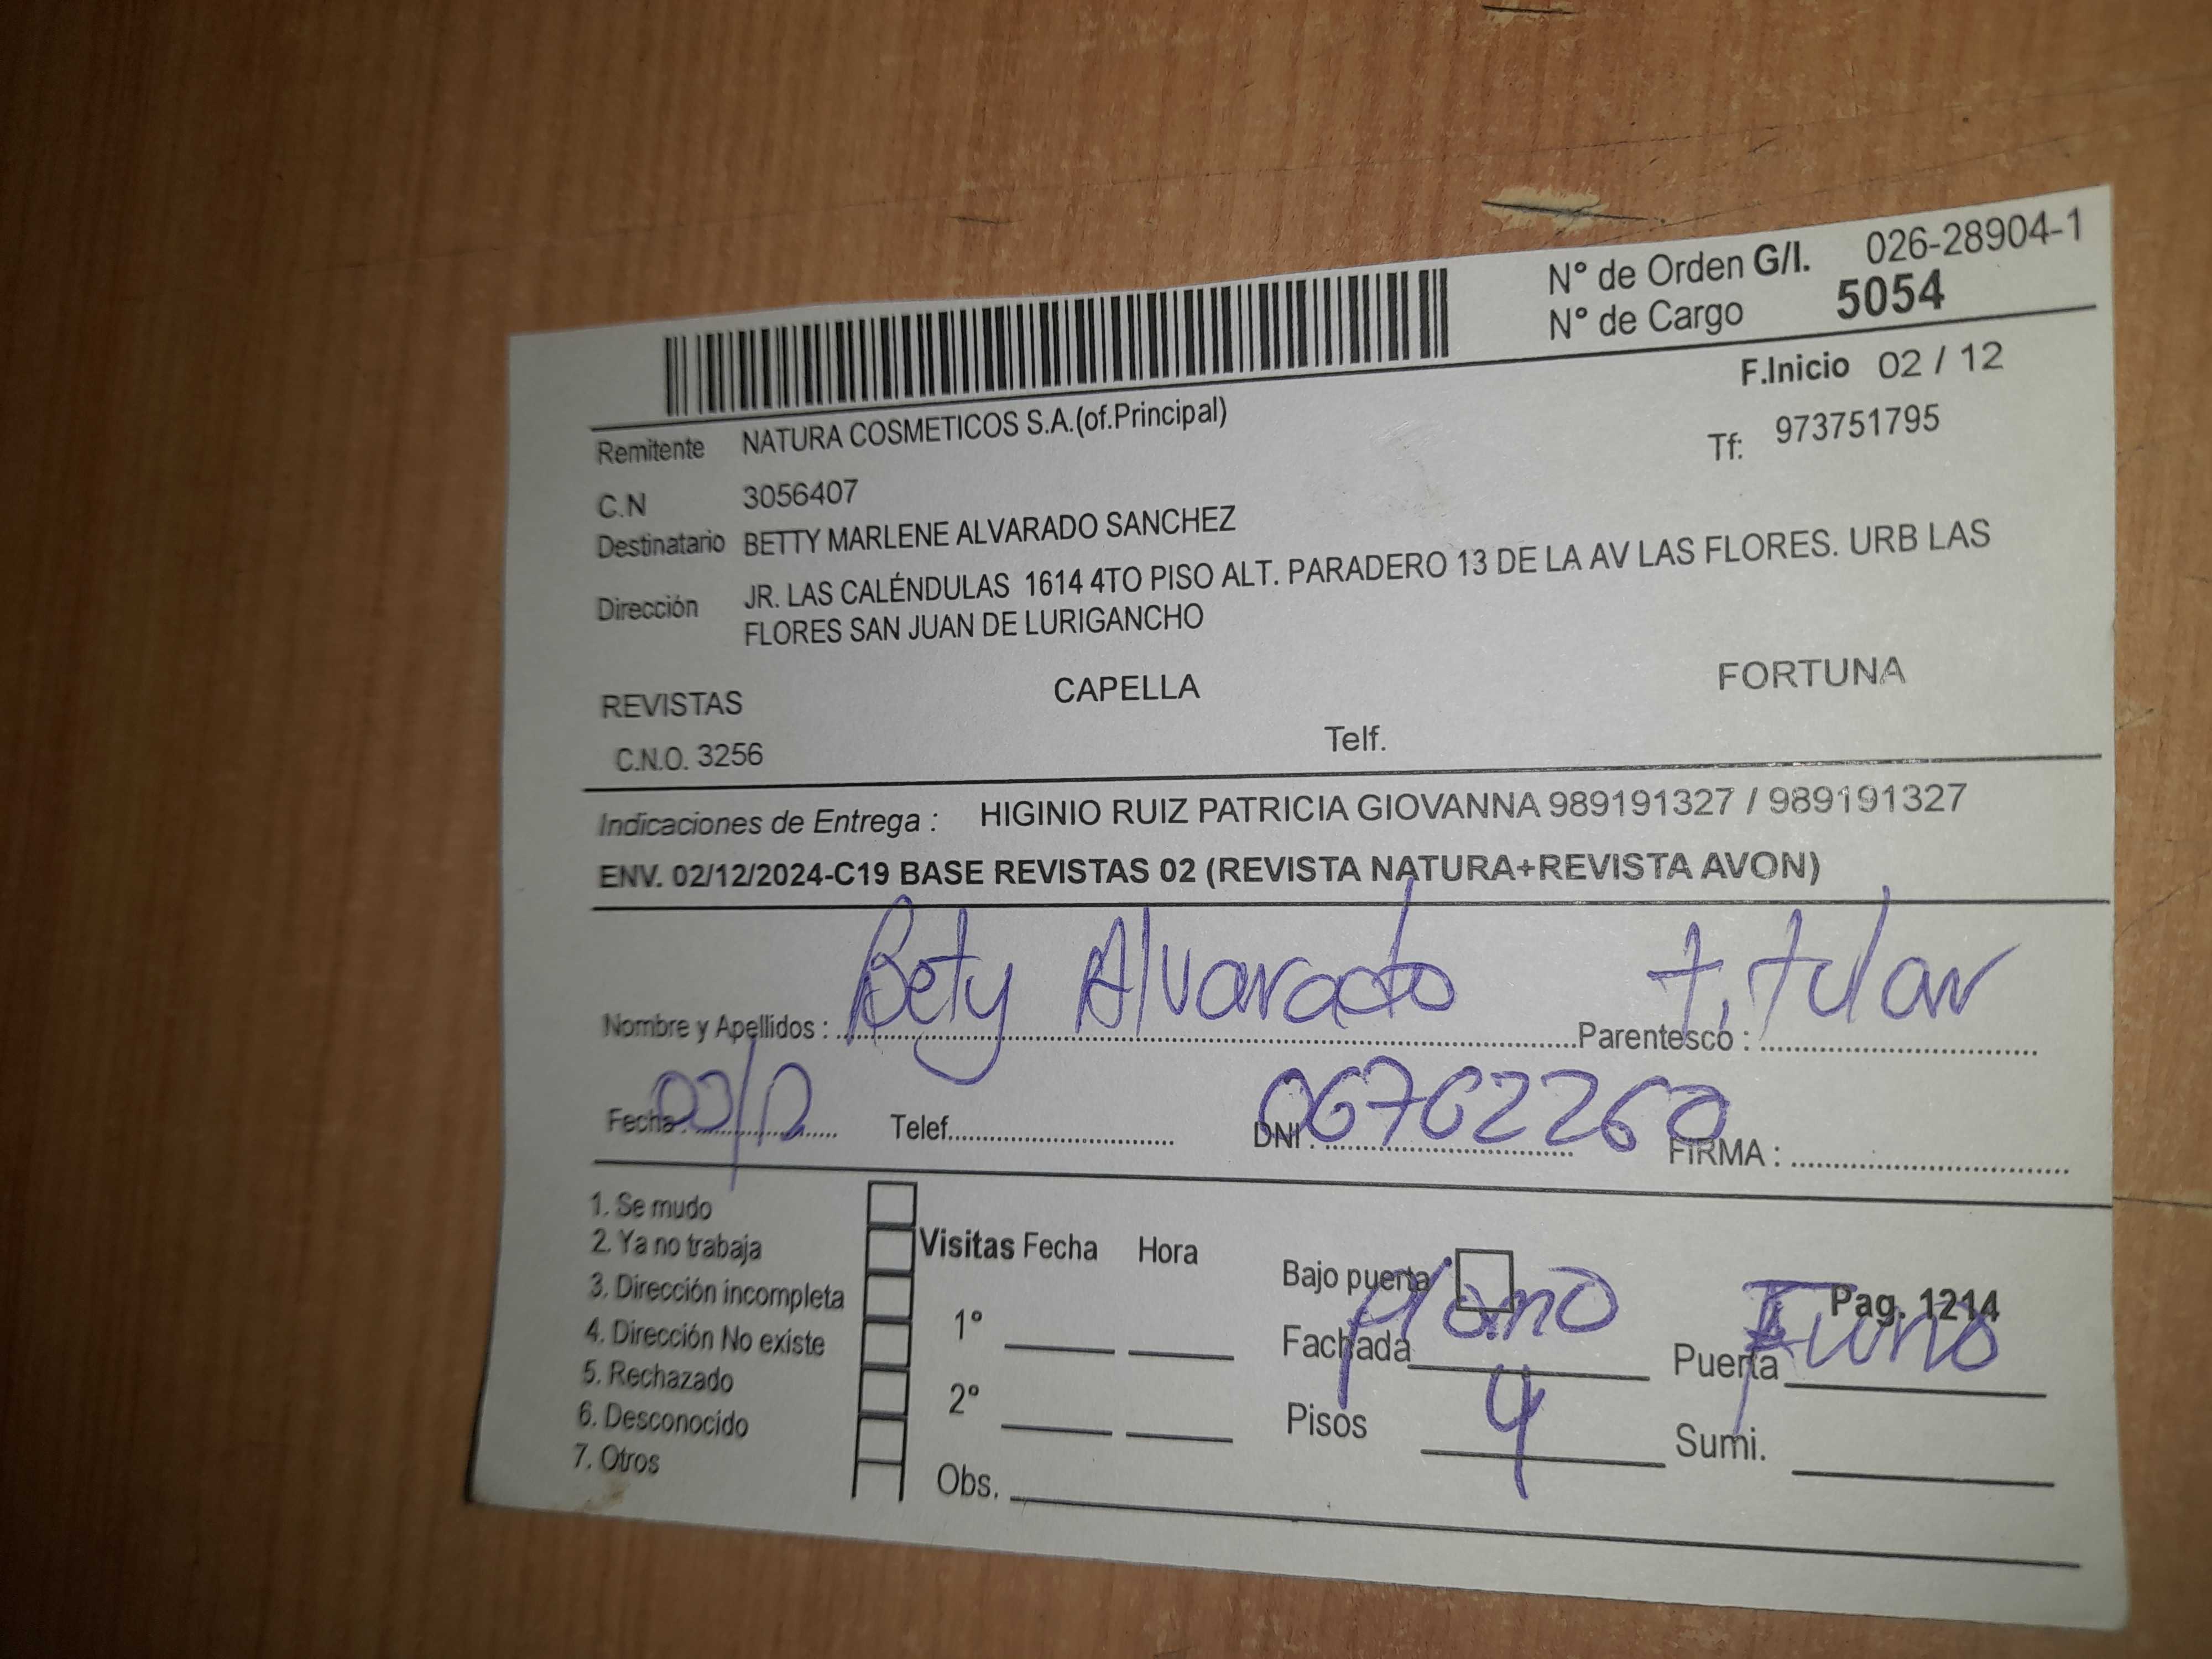 N° de Orden G/I. 026-28904-1
N° de Cargo 5054
F.Inicio 02 / 12
Remitente NATURA COSMETICOS S.A.(of.Principal)
Tf: 973751795
C.N 3056407
Destinatario BETTY MARLENE ALVARADO SANCHEZ
Dirección JR. LAS CALÉNDULAS 1614 4TO PISO ALT. PARADERO 13 DE LA AV LAS FLORES. URB LAS
FLORES SAN JUAN DE LURIGANCHO
REVISTAS CAPELLA FORTUNA
C.N.O. 3256 Telf.
Indicaciones de Entrega : HIGINIO RUIZ PATRICIA GIOVANNA 989191327 / 989191327
ENV. 02/12/2024-C19 BASE REVISTAS 02 (REVISTA NATURA+REVISTA AVON)
Nombre y Apellidos : Bety Alvarado Parentesco : titular
Fecha : Telef. DNI : 06702260 FIRMA :
1. Se mudo
2. Ya no trabaja
3. Dirección incompleta
4. Dirección No existe
5. Rechazado
6. Desconocido
7. Otros
Visitas Fecha Hora
1°
2°
Obs.
Bajo puerta
Pag. 1214
Fachada Puerta
Pisos 4 Sumi.